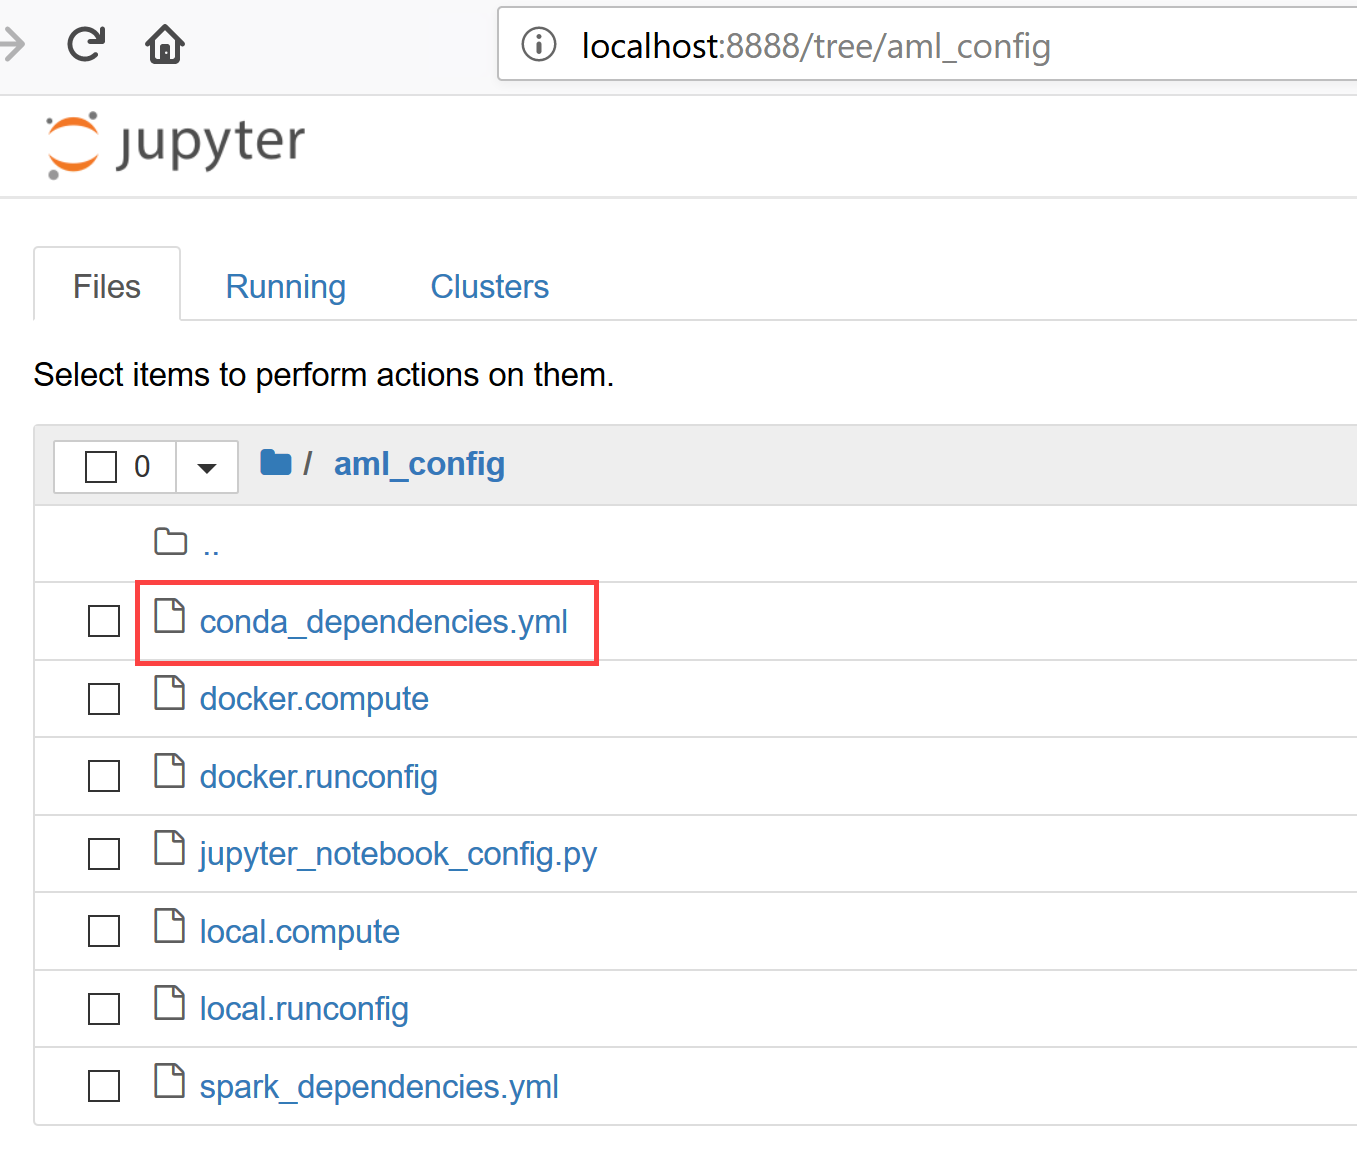 localhost:8888/tree/aml_config
jupyter
Files Running Clusters
Select items to perform actions on them.
0 / aml_config
..
conda_dependencies.yml
docker.compute
docker.runconfig
jupyter_notebook_config.py
local.compute
local.runconfig
spark_dependencies.yml